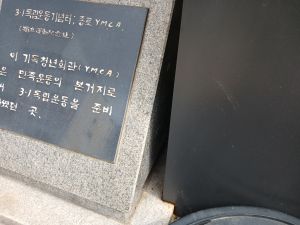 3·1독립운동기념터, 종로 YMCA
이 기독청년회관(YMCA)
은 민족운동의 본거지로
3·1독립운동을 준비
하였던 곳.